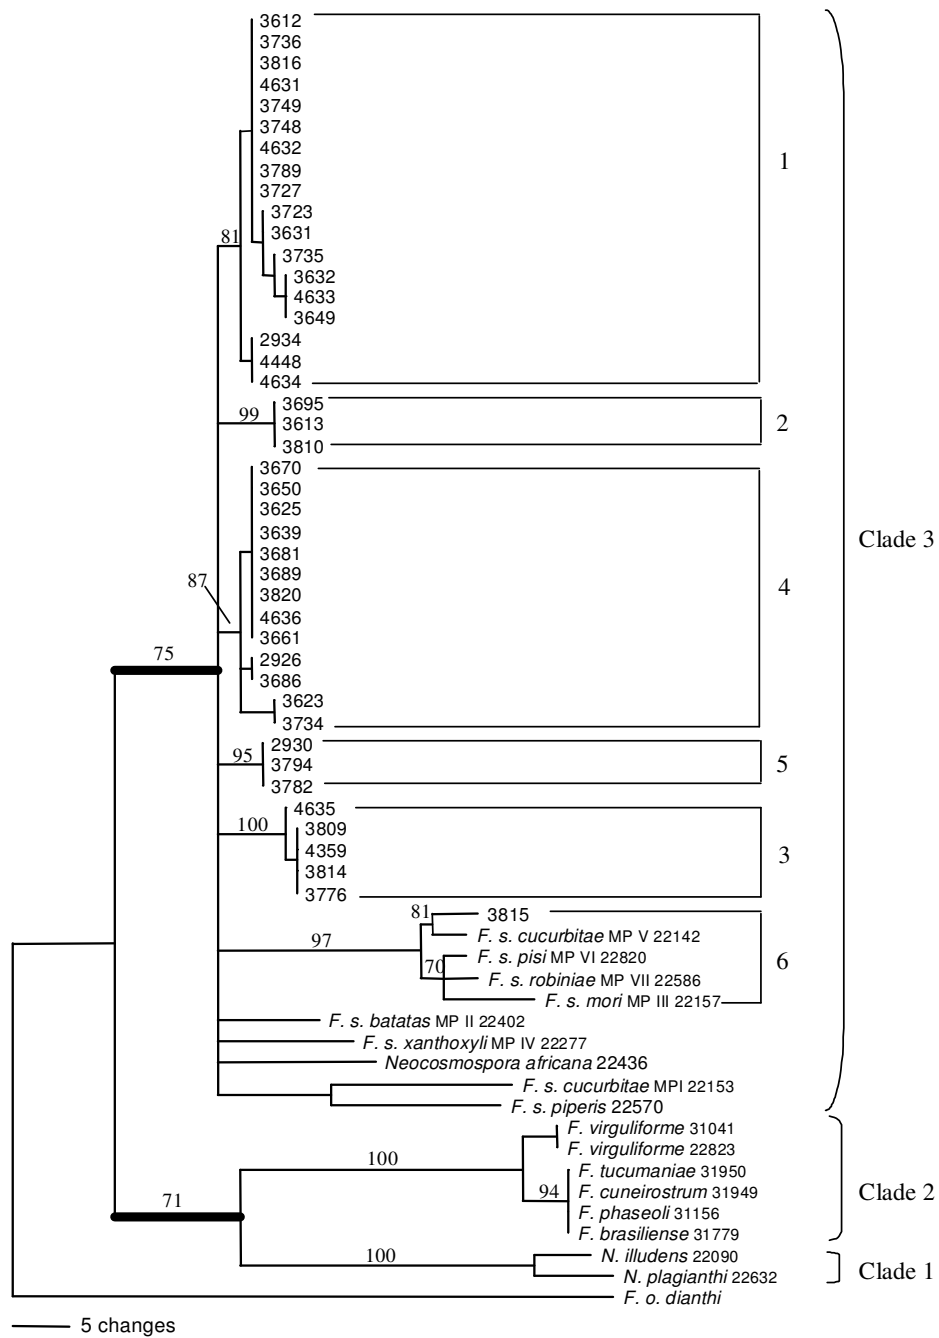 3612
3736
3816
4631
3749
3748
4632
3789
3727
3723
3631
3735
3632
4633
3649
2934
4448
4634
81
1
3695
3613
3810
99
2
3670
3650
3625
3639
3681
3689
3820
4636
3661
2926
3686
3623
3734
87
4
Clade 3
75
2930
3794
3782
95
5
4635
3809
4359
3814
3776
100
3
3815
F. s. cucurbitae MP V 22142
F. s. pisi MP VI 22820
F. s. robiniae MP VII 22586
F. s. mori MP III 22157
81
97
70
6
F. s. batatas MP II 22402
F. s. xanthoxyli MP IV 22277
Neocosmospora africana 22436
F. s. cucurbitae MPI 22153
F. s. piperis 22570
F. virguliforme 31041
F. virguliforme 22823
F. tucumaniae 31950
F. cuneirostrum 31949
F. phaseoli 31156
F. brasiliense 31779
100
94
Clade 2
71
N. illudens 22090
N. plagianthi 22632
100
Clade 1
F. o. dianthi
5 changes